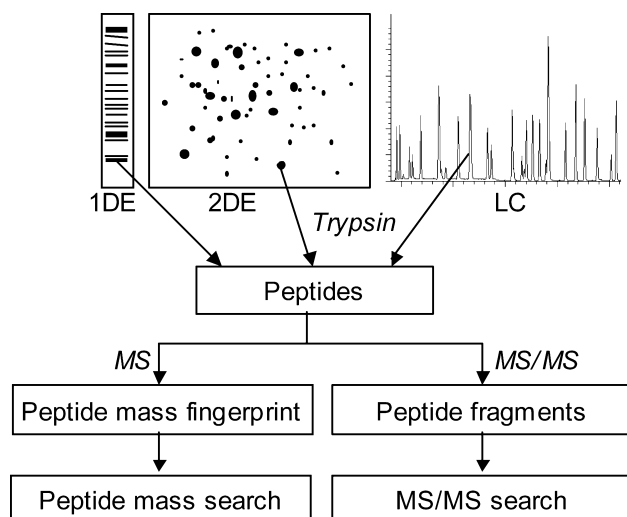 1DE
2DE
LC
Trypsin
Peptides
MS
MS/MS
Peptide mass fingerprint
Peptide fragments
Peptide mass search
MS/MS search